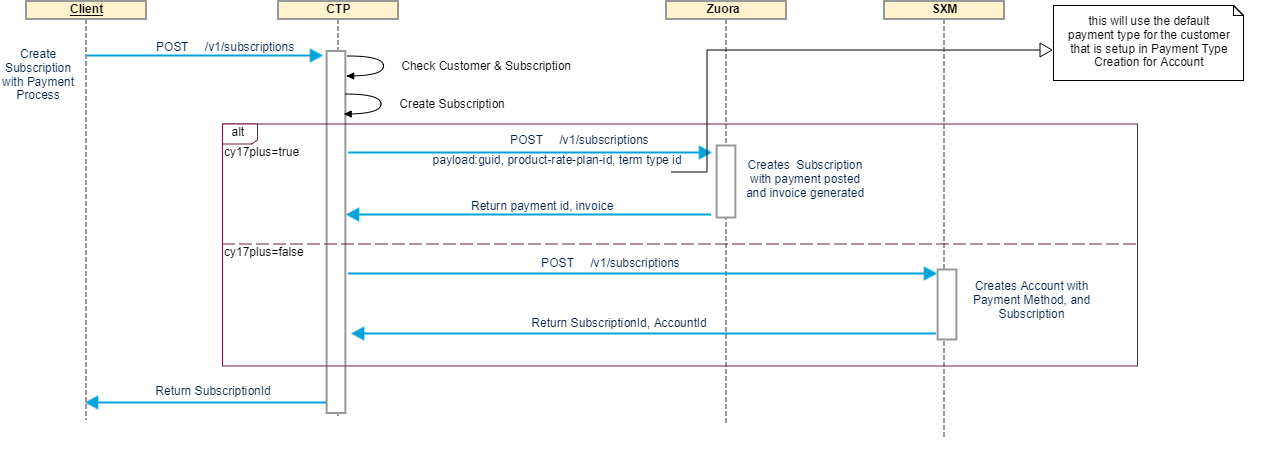 Client
CTP
Zuora
SXM
this will use the default
payment type for the customer
that is setup in Payment Type
Creation for Account
Create
Subscription
with Payment
Process
POST /v1/subscriptions
Check Customer & Subscription
Create Subscription
alt
cy17plus=true
POST /v1/subscriptions
payload:guid, product-rate-plan-id, term type id
Creates Subscription
with payment posted
and invoice generated
Return payment id, invoice
cy17plus=false
POST /v1/subscriptions
Creates Account with
Payment Method, and
Subscription
Return SubscriptionId, AccountId
Return SubscriptionId